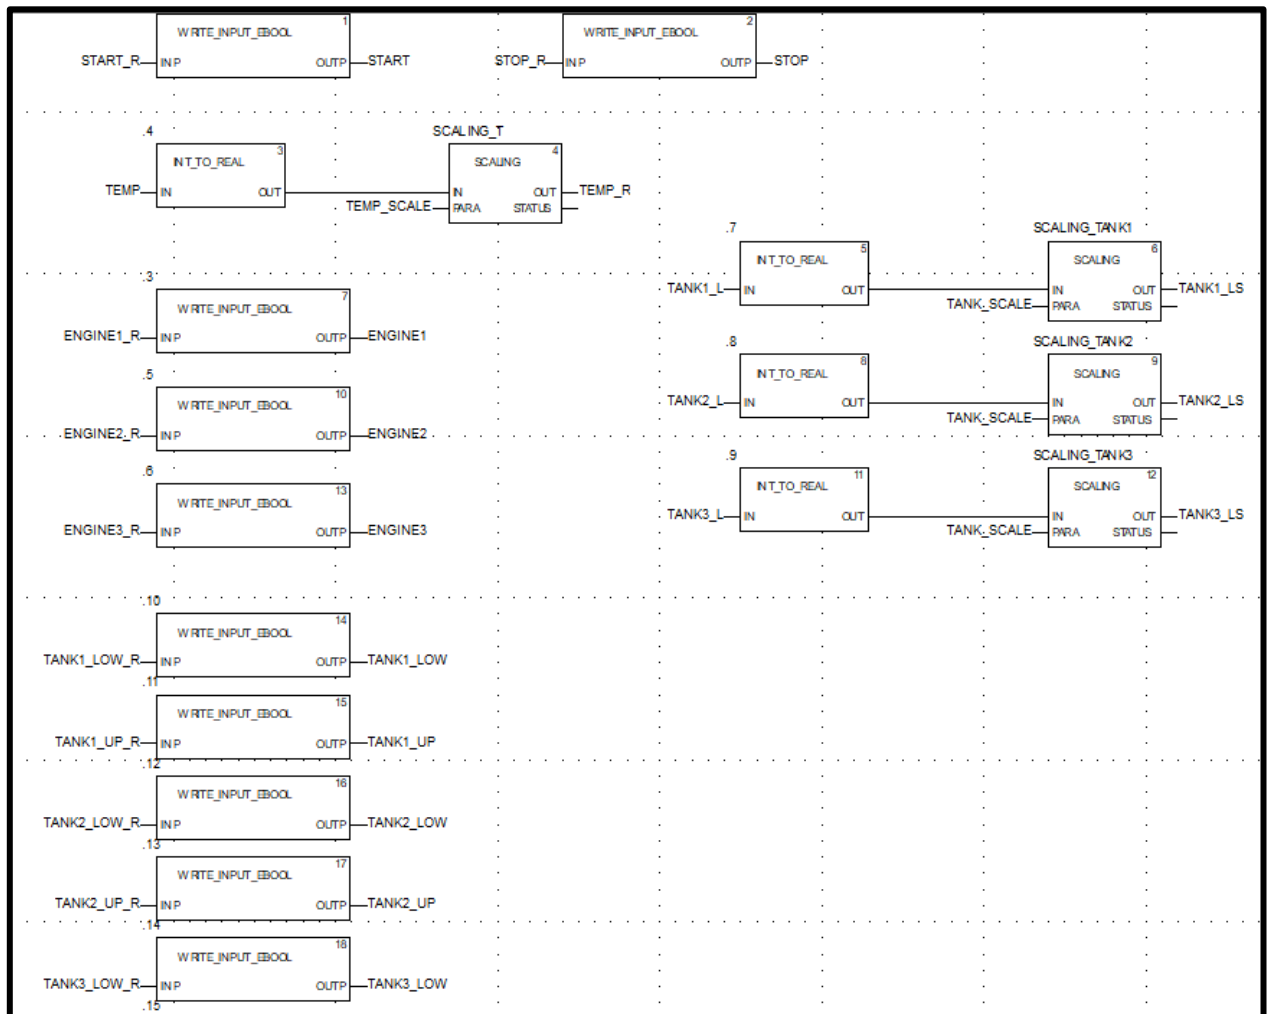 1 2
WRITE_INPUT_EBOOL WRITE_INPUT_EBOOL
START_R INP OUTP START STOP_R INP OUTP STOP
.4 SCALING_T
3 4
INT_TO_REAL SCALING
TEMP IN OUT IN OUT TEMP_R
TEMP_SCALE PARA STATUS
.7 SCALING_TANK1
5 6
INT_TO_REAL SCALING
.3
TANK1_L IN OUT IN OUT TANK1_LS
7
TANK_SCALE PARA STATUS
WRITE_INPUT_EBOOL
ENGINE1_R INP OUTP ENGINE1
.8 SCALING_TANK2
8 9
.5 INT_TO_REAL SCALING
10
TANK2_L IN OUT IN OUT TANK2_LS
WRITE_INPUT_EBOOL
TANK_SCALE PARA STATUS
ENGINE2_R INP OUTP ENGINE2
.9 SCALING_TANK3
.6
11 12
INT_TO_REAL SCALING
13
WRITE_INPUT_EBOOL
TANK3_L IN OUT IN OUT TANK3_LS
ENGINE3_R INP OUTP ENGINE3 TANK_SCALE PARA STATUS
.10
14
WRITE_INPUT_EBOOL
TANK1_LOW_R INP OUTP TANK1_LOW
.11
15
WRITE_INPUT_EBOOL
TANK1_UP_R INP OUTP TANK1_UP
.12
16
WRITE_INPUT_EBOOL
TANK2_LOW_R INP OUTP TANK2_LOW
.13
17
WRITE_INPUT_EBOOL
TANK2_UP_R INP OUTP TANK2_UP
.14
18
WRITE_INPUT_EBOOL
TANK3_LOW_R INP OUTP TANK3_LOW
.15